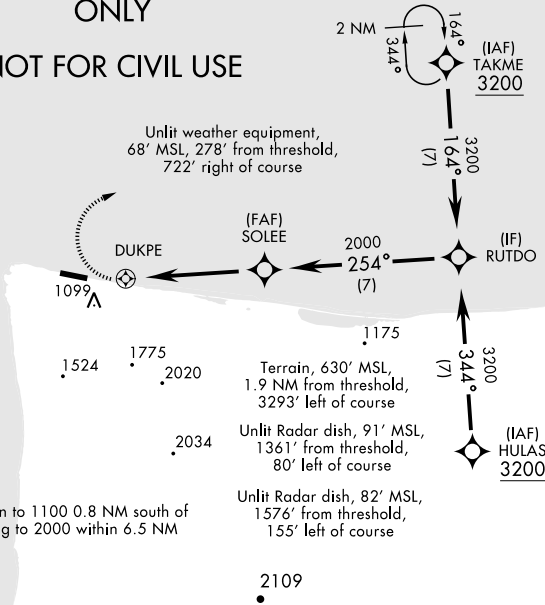 ONLY
NOT FOR CIVIL USE
2 NM
344°
164°
(IAF)
TAKME
3200
Unlit weather equipment,
68' MSL, 278' from threshold,
722' right of course
3200
164°
(7)
(FAF)
SOLEE
DUKPE
2000
254°
(7)
(IF)
RUTDO
1099
1175
1524
1775
2020
Terrain, 630' MSL,
1.9 NM from threshold,
3293' left of course
3200
344°
(7)
2034
Unlit Radar dish, 91' MSL,
1361' from threshold,
80' left of course
(IAF)
HULAS
3200
Unlit Radar dish, 82' MSL,
1576' from threshold,
155' left of course
n to 1100 0.8 NM south of
g to 2000 within 6.5 NM
2109